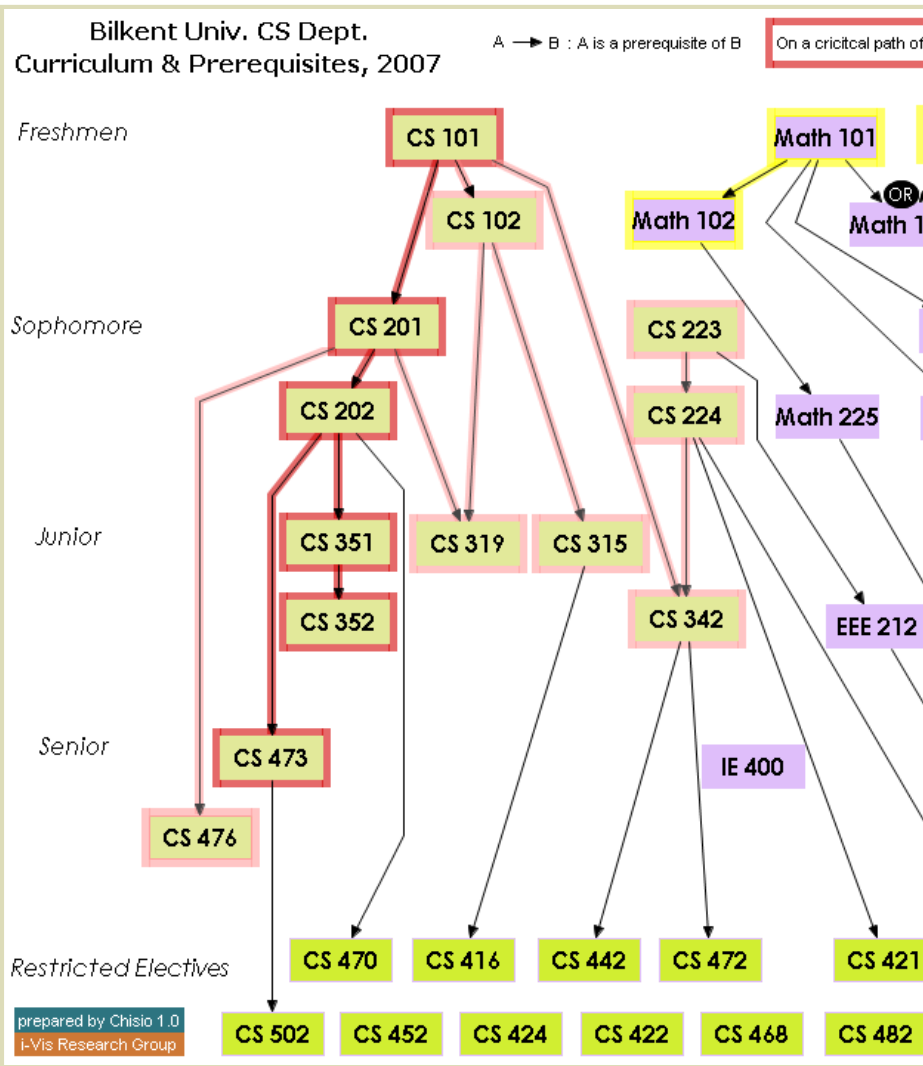 Bilkent Univ. CS Dept.
Curriculum & Prerequisites, 2007
A → B : A is a prerequisite of B
On a cricitcal path of
Freshmen
CS 101
Math 101
CS 102
Math 102
OR
Math 1
Sophomore
CS 201
CS 223
CS 202
CS 224
Math 225
Junior
CS 351
CS 319
CS 315
CS 352
CS 342
EEE 212
Senior
CS 473
IE 400
CS 476
Restricted Electives
CS 470
CS 416
CS 442
CS 472
CS 421
prepared by Chisio 1.0
i-Vis Research Group
CS 502
CS 452
CS 424
CS 422
CS 468
CS 482